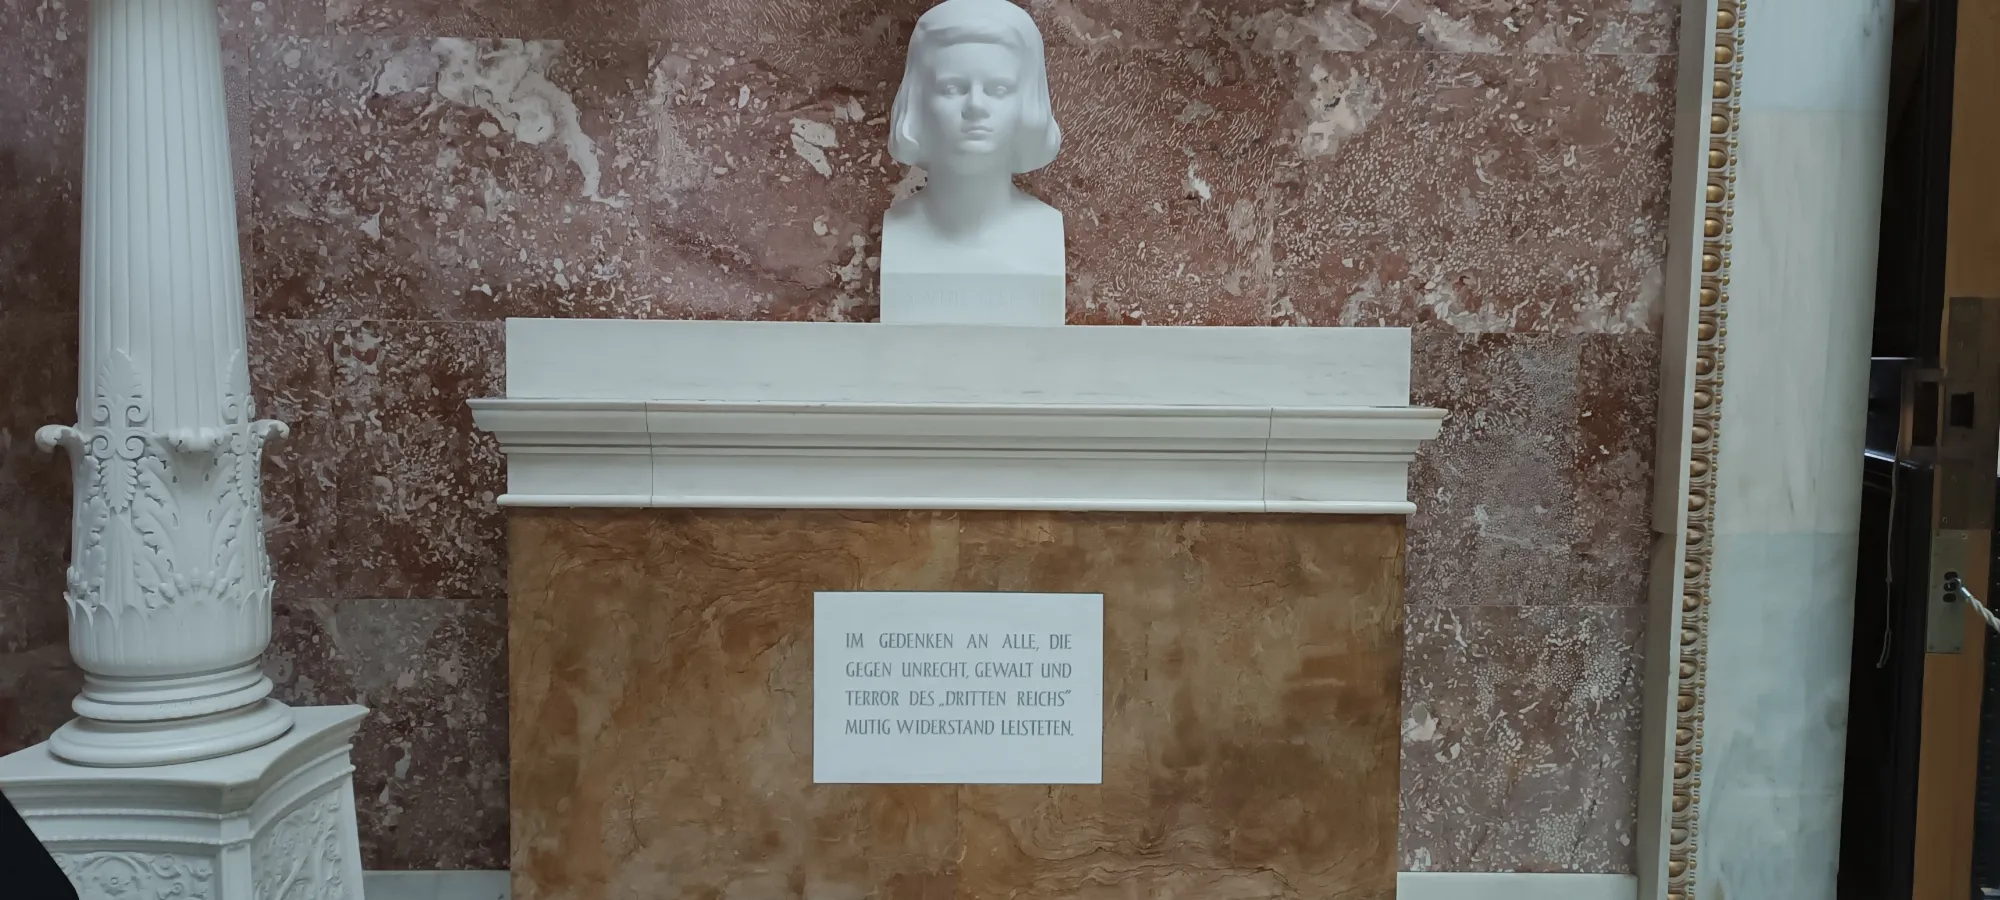 IM GEDENKEN AN ALLE, DIE
GEGEN UNRECHT, GEWALT UND
TERROR DES „DRITTEN REICHS”
MUTIG WIDERSTAND LEISTETEN.